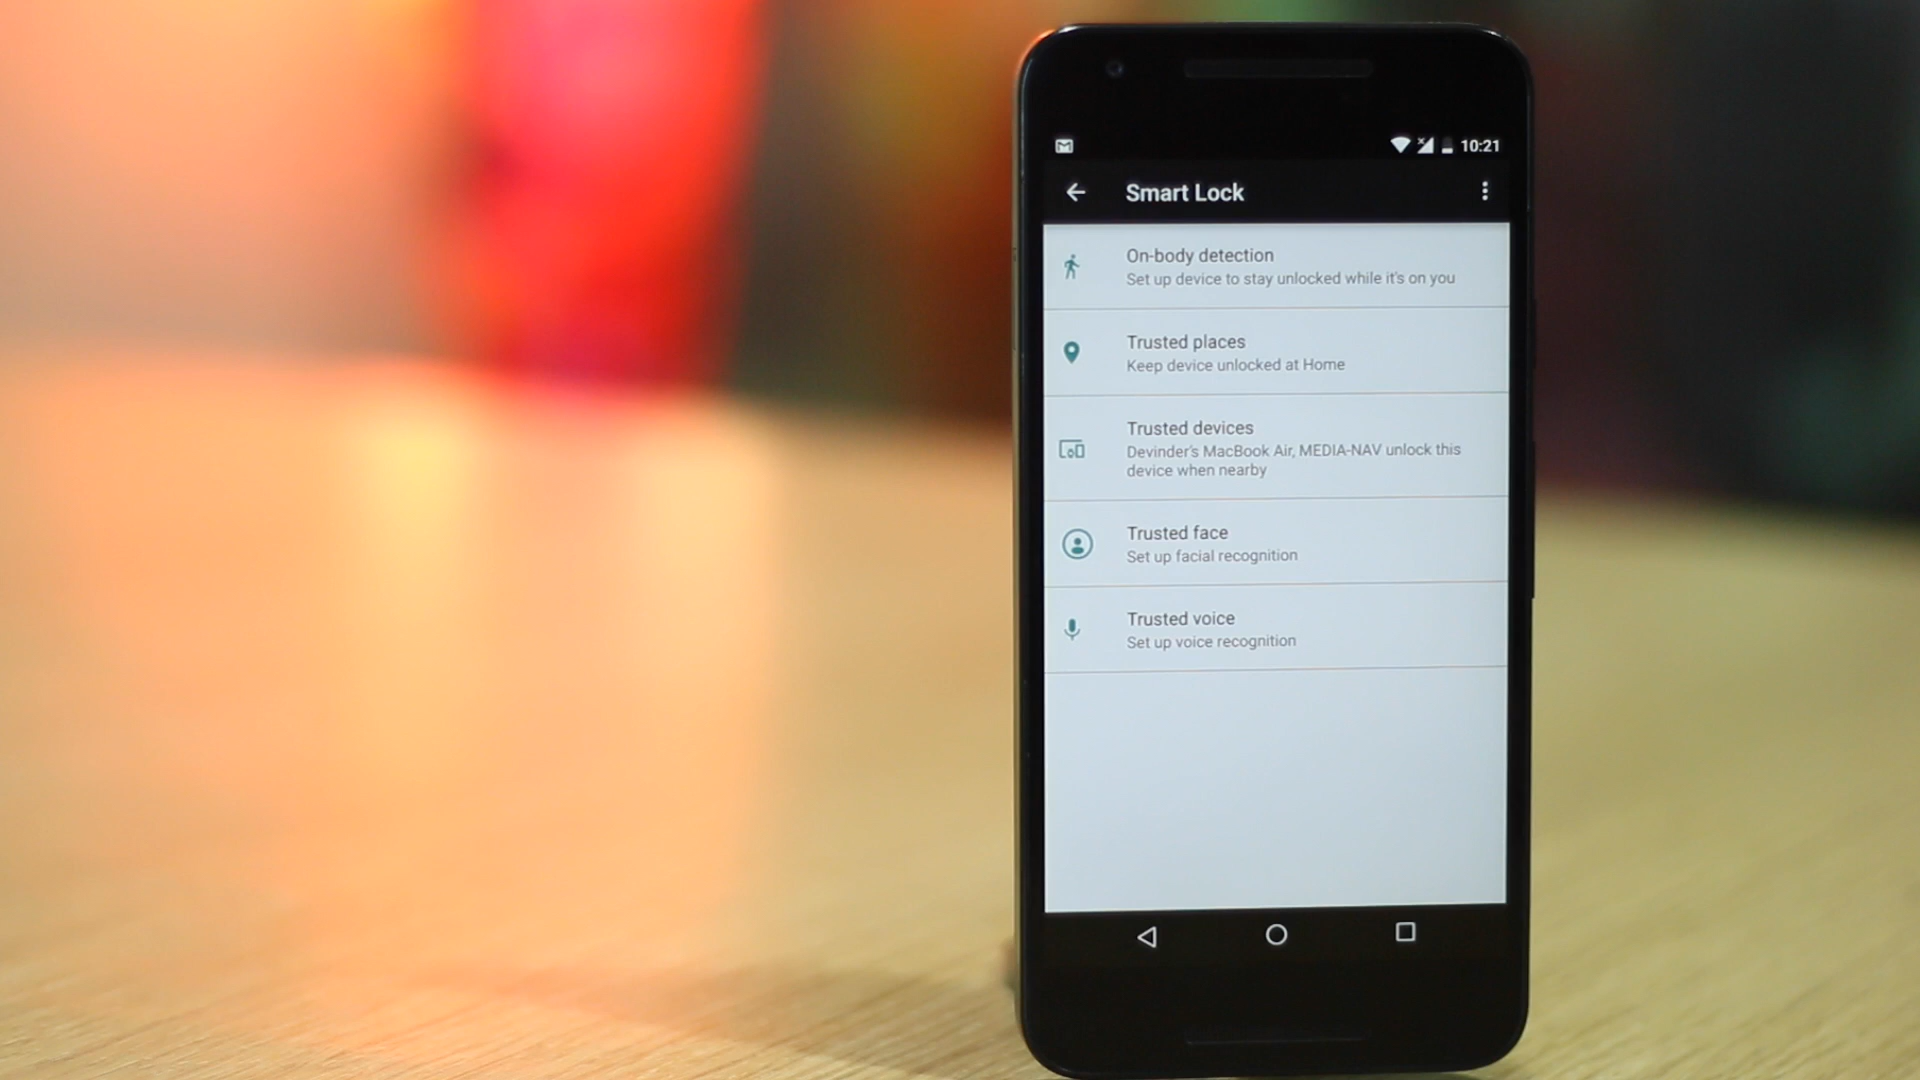 10:21
Smart Lock
On-body detection
Set up device to stay unlocked while it's on you
Trusted places
Keep device unlocked at Home
Trusted devices
Devinder's MacBook Air, MEDIA-NAV unlock this
device when nearby
Trusted face
Set up facial recognition
Trusted voice
Set up voice recognition